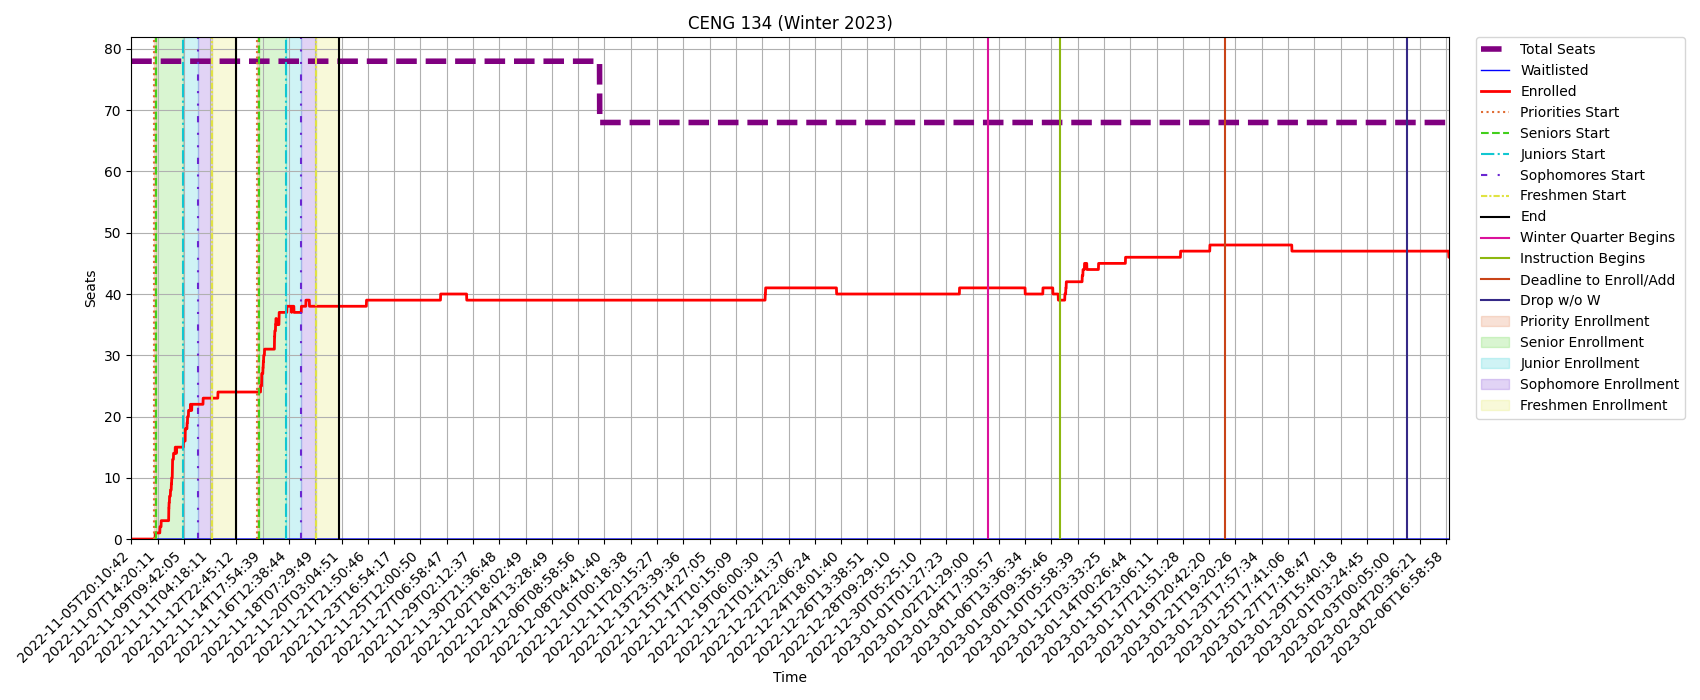 CENG 134 (Winter 2023)
80
70
60
50
40
30
20
10
0
Seats
2022-11-05T20:10:42
2022-11-07T14:20:11
2022-11-09T09:42:05
2022-11-11T04:18:11
2022-11-12T22:45:12
2022-11-14T17:54:39
2022-11-16T12:38:44
2022-11-18T07:29:49
2022-11-20T03:04:51
2022-11-21T21:50:46
2022-11-23T16:54:17
2022-11-25T12:00:50
2022-11-27T06:58:47
2022-11-29T02:12:37
2022-11-30T21:36:48
2022-12-02T18:02:49
2022-12-04T13:28:49
2022-12-06T08:58:56
2022-12-08T04:41:40
2022-12-10T00:18:38
2022-12-11T20:15:27
2022-12-13T23:39:36
2022-12-15T14:27:05
2022-12-17T10:15:09
2022-12-19T06:00:30
2022-12-21T01:41:37
2022-12-22T22:06:24
2022-12-24T18:01:40
2022-12-26T13:38:51
2022-12-28T09:29:10
2022-12-30T05:25:10
2023-01-01T01:27:23
2023-01-02T21:29:00
2023-01-04T17:30:57
2023-01-06T13:36:34
2023-01-08T09:35:46
2023-01-10T05:58:39
2023-01-12T03:33:25
2023-01-14T00:26:44
2023-01-15T23:06:11
2023-01-17T21:51:28
2023-01-19T20:42:20
2023-01-21T19:20:26
2023-01-23T17:57:34
2023-01-25T17:41:06
2023-01-27T17:18:47
2023-01-29T15:40:18
2023-02-01T03:24:45
2023-02-03T00:05:00
2023-02-04T20:36:21
2023-02-06T16:58:58
Time
Total Seats
Waitlisted
Enrolled
Priorities Start
Seniors Start
Juniors Start
Sophomores Start
Freshmen Start
End
Winter Quarter Begins
Instruction Begins
Deadline to Enroll/Add
Drop w/o W
Priority Enrollment
Senior Enrollment
Junior Enrollment
Sophomore Enrollment
Freshmen Enrollment